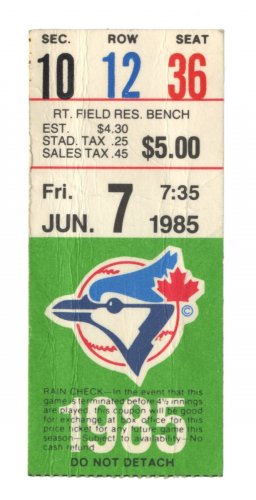 SEC. ROW SEAT
10 12 36
RT. FIELD RES. BENCH
EST. $4.30
STAD. TAX .25
SALES TAX .45 $5.00
Fri. 7 7:35
JUN. 1985
©
RAIN CHECK—In the event that this
game is terminated before 4½ innings
are played, this coupon will be good
for exchange at box office for this
price ticket for any future game this
season—Subject to availability—No
cash refund
1985
DO NOT DETACH